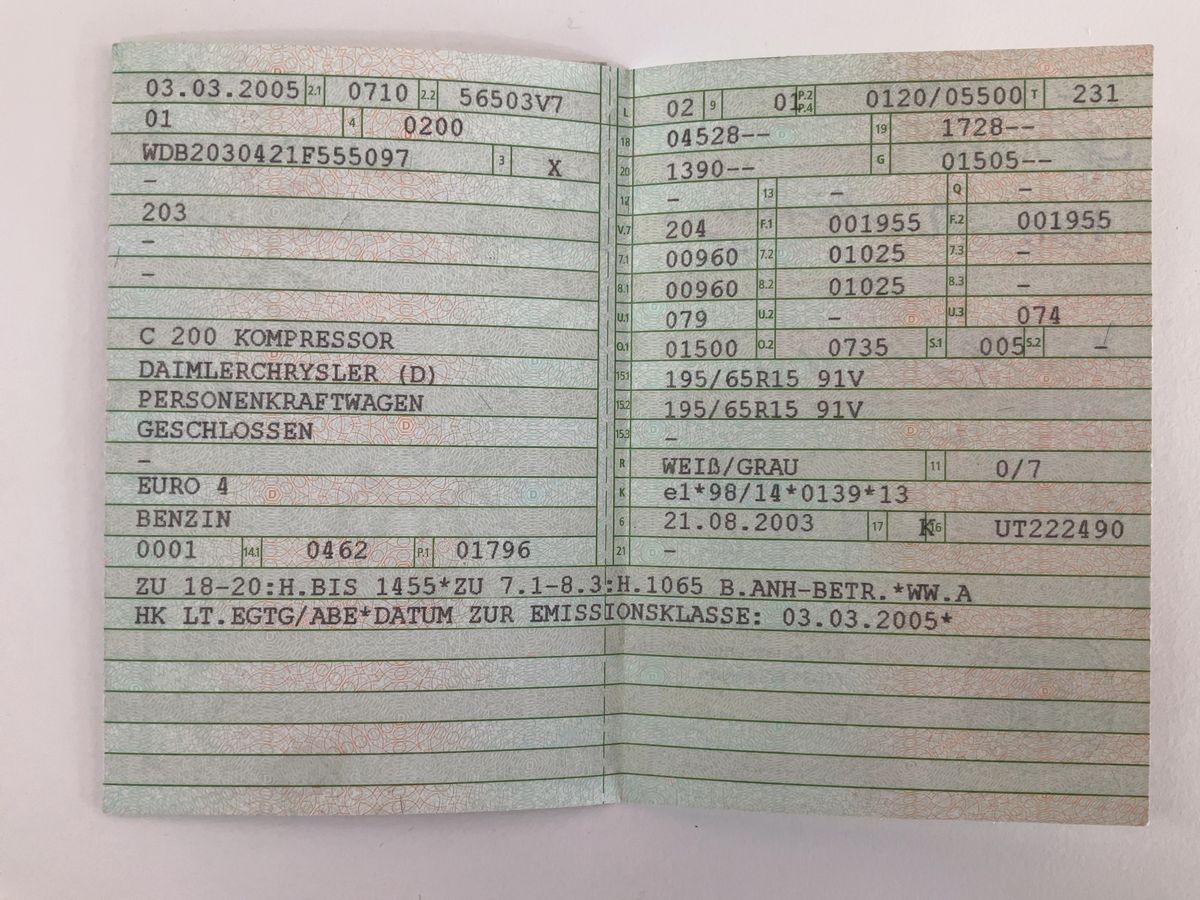 03.03.2005 2.1 0710 2.2 56503V7
01 4 0200
WDB2030421F555097 3 X
–
203
–
–
C 200 KOMPRESSOR
DAIMLERCHRYSLER (D)
PERSONENKRAFTWAGEN
GESCHLOSSEN
–
EURO 4
BENZIN
0001 14.1 0462 P.1 01796
L 02 9 01 P.2 P.4 0120/05500 T 231
18 04528-- 19 1728--
20 1390-- G 01505--
12 – 13 – Q –
V.7 204 F.1 001955 F.2 001955
7.1 00960 7.2 01025 7.3 –
8.1 00960 8.2 01025 8.3 –
U.1 079 U.2 – U.3 074
O.1 01500 O.2 0735 S.1 005 S.2 –
15.1 195/65R15 91V
15.2 195/65R15 91V
15.3 –
R WEIß/GRAU 11 0/7
K e1*98/14*0139*13
6 21.08.2003 17 K 16 UT222490
21 –
ZU 18-20:H.BIS 1455*ZU 7.1-8.3:H.1065 B.ANH-BETR.*WW.A
HK LT.EGTG/ABE*DATUM ZUR EMISSIONSKLASSE: 03.03.2005*